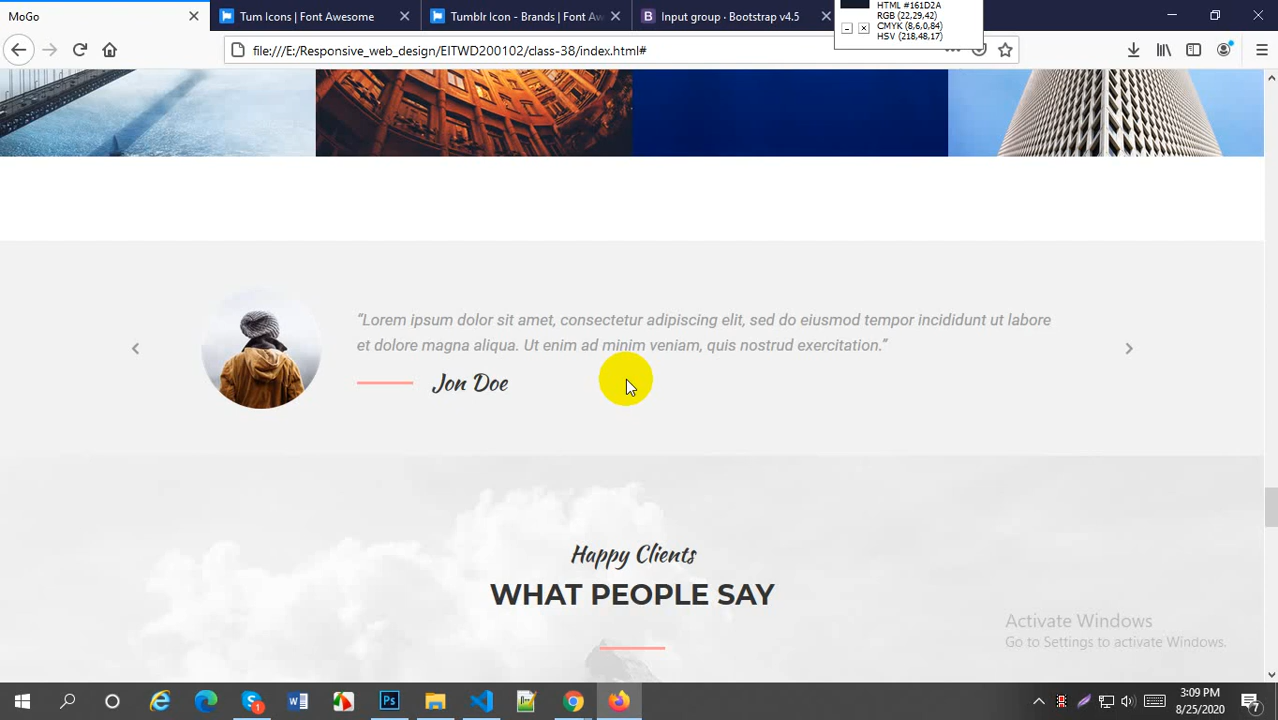 MoGo
Tum Icons | Font Awesome
Tumblr Icon - Brands | Font Aw
Input group · Bootstrap v4.5
HTML #161D2A
RGB (22,29,42)
CMYK (8,6,0,84)
HSV (218,48,17)
file:///E:/Responsive_web_design/EITWD200102/class-38/index.html#
“Lorem ipsum dolor sit amet, consectetur adipiscing elit, sed do eiusmod tempor incididunt ut labore
et dolore magna aliqua. Ut enim ad minim veniam, quis nostrud exercitation.”
Jon Doe
Happy Clients
WHAT PEOPLE SAY
Activate Windows
Go to Settings to activate Windows.
Ps
1
3:09 PM
8/25/2020
7